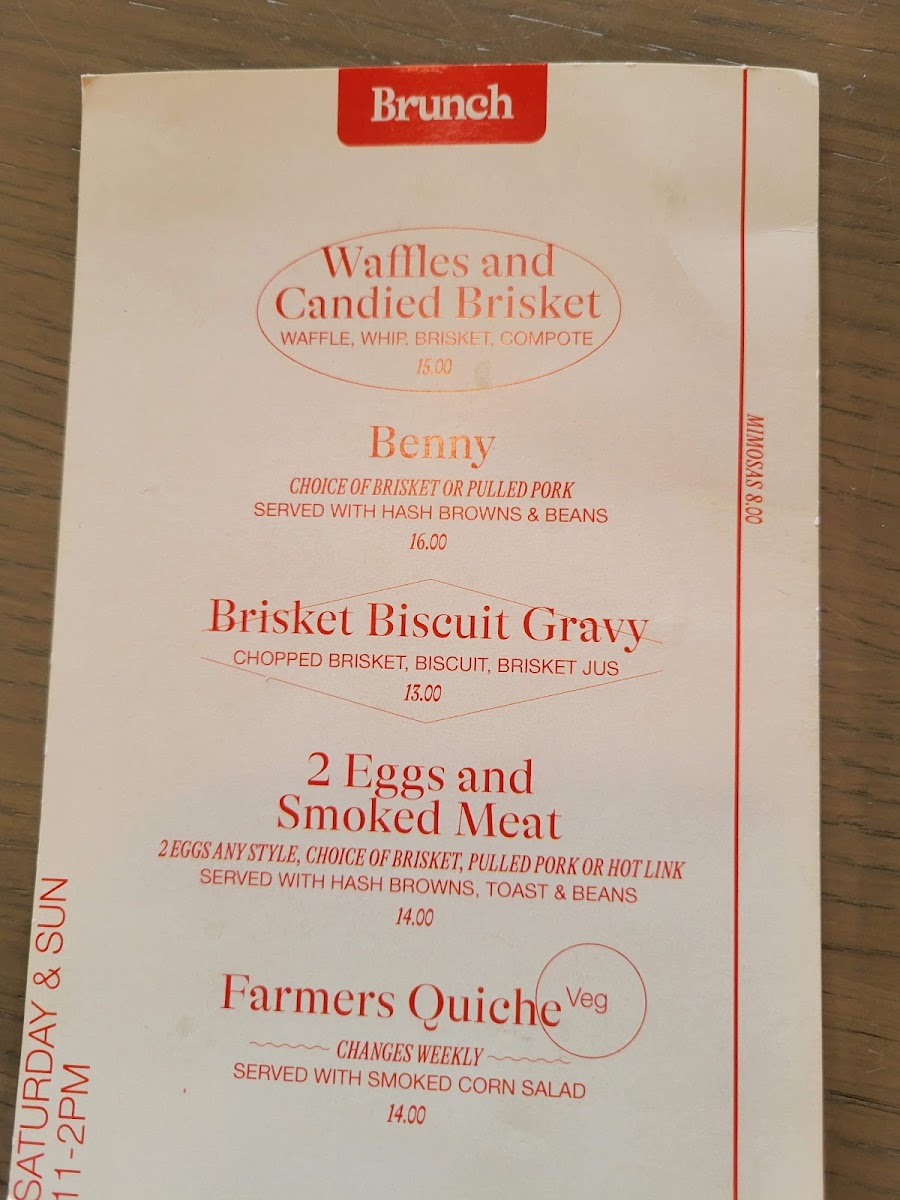 Brunch
Waffles and
Candied Brisket
WAFFLE, WHIP, BRISKET, COMPOTE
15.00
Benny
CHOICE OF BRISKET OR PULLED PORK
SERVED WITH HASH BROWNS & BEANS
16.00
Brisket Biscuit Gravy
CHOPPED BRISKET, BISCUIT, BRISKET JUS
13.00
2 Eggs and
Smoked Meat
2 EGGS ANY STYLE, CHOICE OF BRISKET, PULLED PORK OR HOT LINK
SERVED WITH HASH BROWNS, TOAST & BEANS
14.00
Farmers Quiche Veg
CHANGES WEEKLY
SERVED WITH SMOKED CORN SALAD
14.00
MIMOSAS 8.00
SATURDAY & SUN
11-2PM